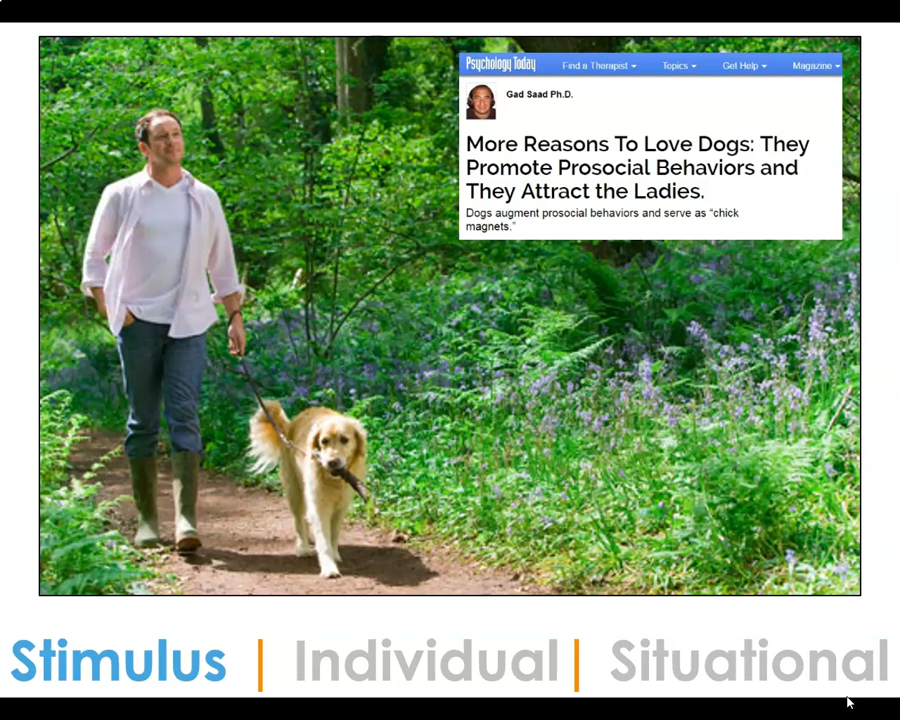 Psychology Today Find a Therapist Topics Get Help Magazine
Gad Saad Ph.D.
More Reasons To Love Dogs: They
Promote Prosocial Behaviors and
They Attract the Ladies.
Dogs augment prosocial behaviors and serve as “chick
magnets.”
Stimulus | Individual | Situational